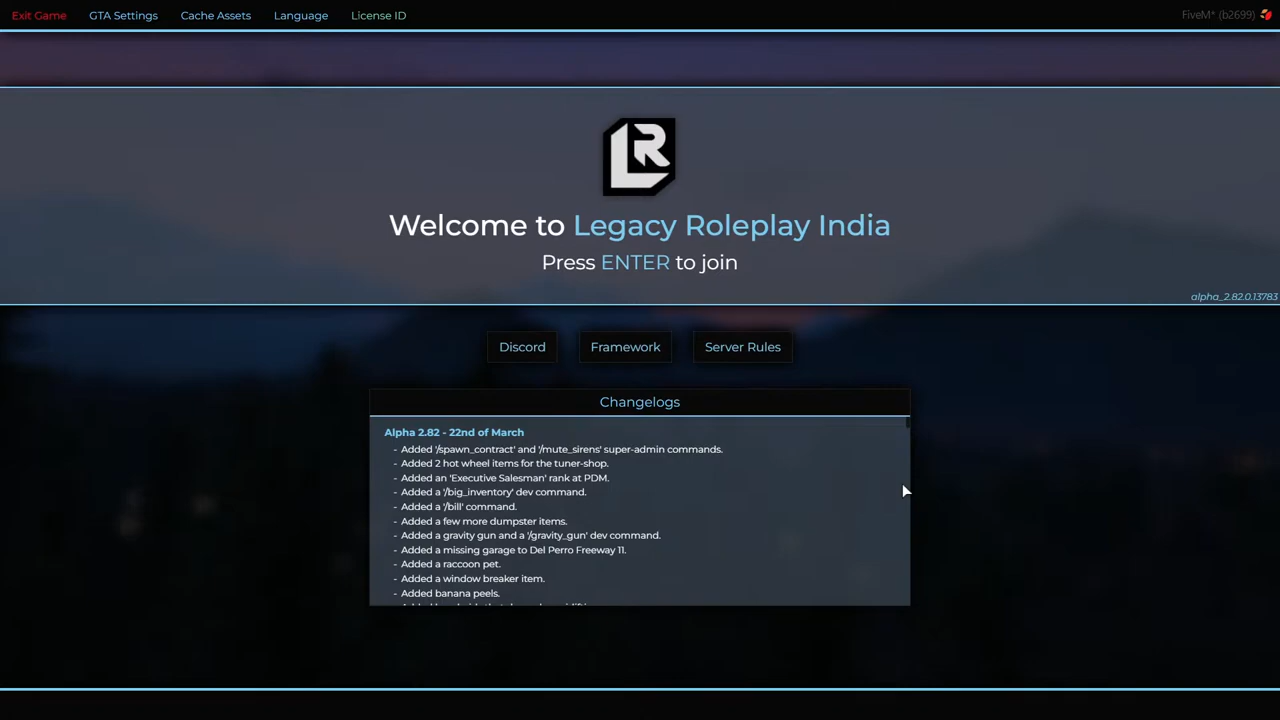 Exit Game GTA Settings Cache Assets Language License ID FiveM* (b2699)
LR
Welcome to Legacy Roleplay India
Press ENTER to join
alpha_2.82.0.13783
Discord Framework Server Rules
Changelogs
Alpha 2.82 - 22nd of March
- Added '/spawn_contract' and '/mute_sirens' super-admin commands.
- Added 2 hot wheel items for the tuner-shop.
- Added an 'Executive Salesman' rank at PDM.
- Added a '/big_inventory' dev command.
- Added a '/bill' command.
- Added a few more dumpster items.
- Added a gravity gun and a '/gravity_gun' dev command.
- Added a missing garage to Del Perro Freeway 11.
- Added a raccoon pet.
- Added a window breaker item.
- Added banana peels.